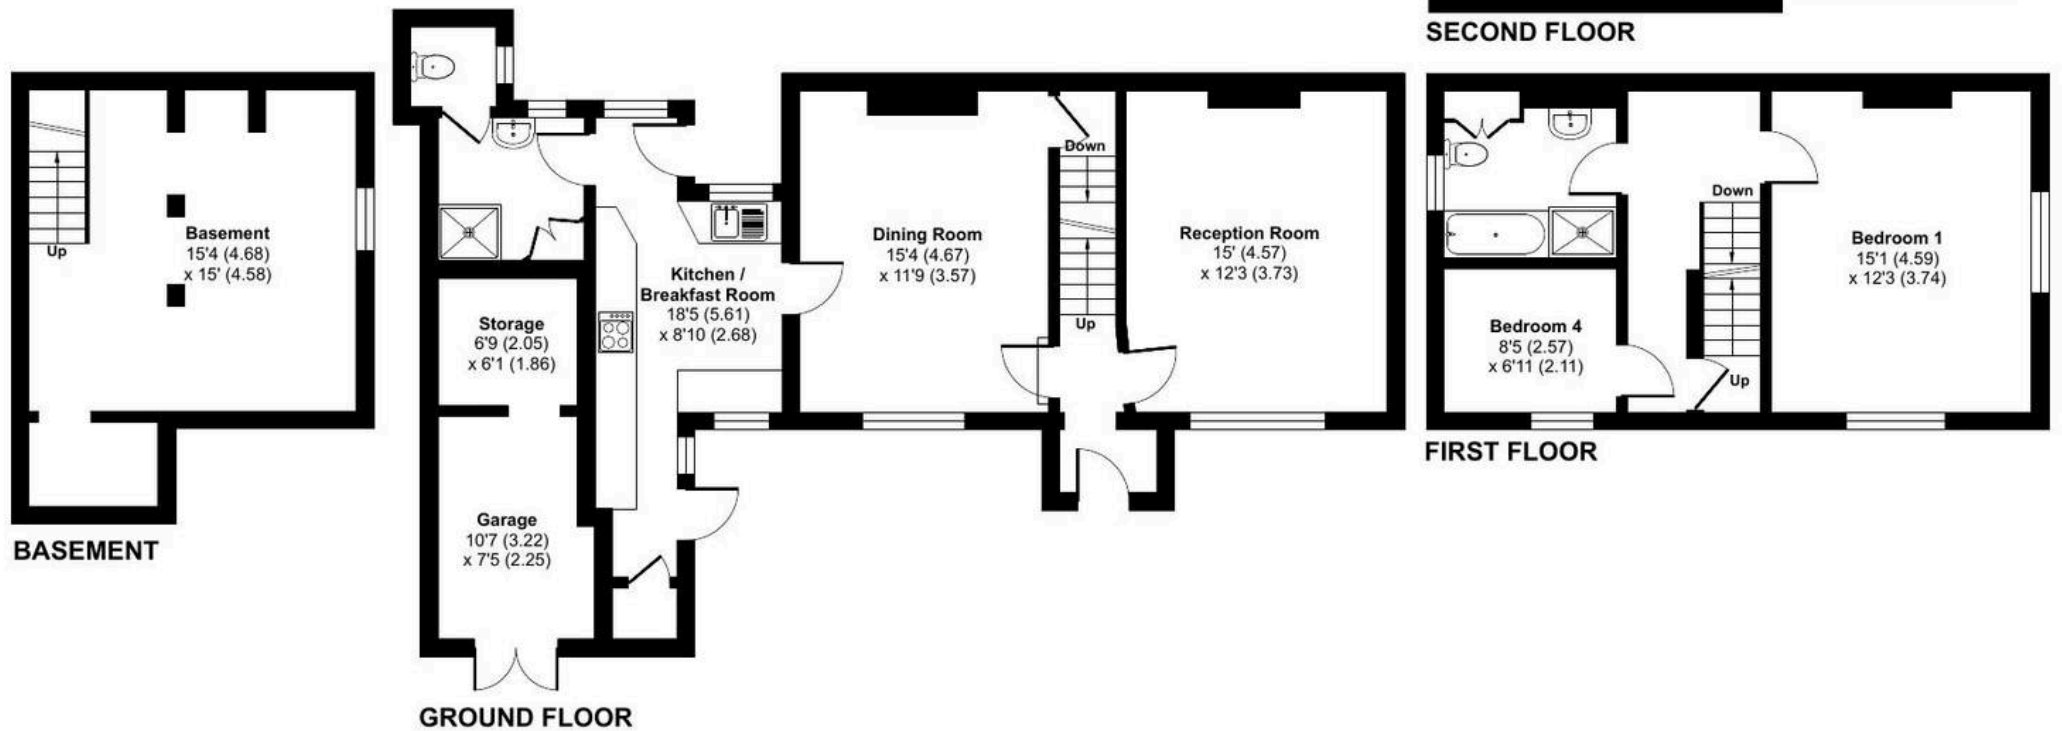 SECOND FLOOR
Basement
15'4 (4.68)
x 15' (4.58)
Up
BASEMENT
Kitchen /
Breakfast Room
18'5 (5.61)
x 8'10 (2.68)
Storage
6'9 (2.05)
x 6'1 (1.86)
Garage
10'7 (3.22)
x 7'5 (2.25)
Dining Room
15'4 (4.67)
x 11'9 (3.57)
Down
Up
Reception Room
15' (4.57)
x 12'3 (3.73)
GROUND FLOOR
Down
Up
Bedroom 1
15'1 (4.59)
x 12'3 (3.74)
Bedroom 4
8'5 (2.57)
x 6'11 (2.11)
FIRST FLOOR